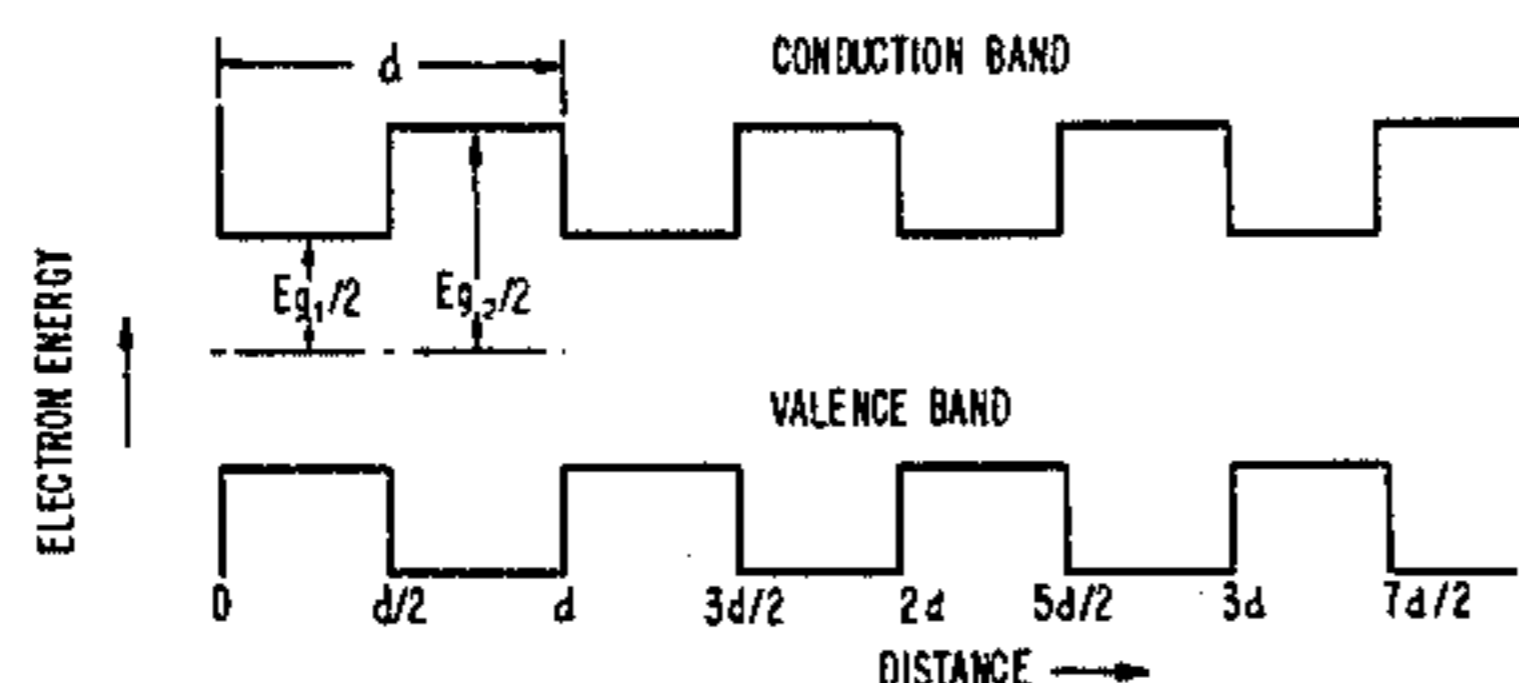 d
CONDUCTION BAND
Eg₁/2
Eg₂/2
ELECTRON ENERGY
VALENCE BAND
0 d/2 d 3d/2 2d 5d/2 3d 7d/2
DISTANCE